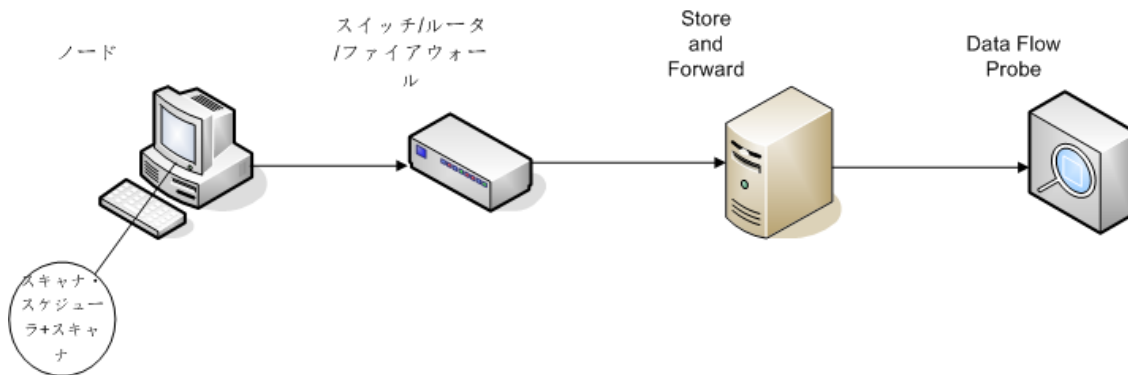 ノード
スイッチ/ルータ
/ファイアウォー
ル
Store
and
Forward
Data Flow
Probe
スキャナ・
スケジュー
ラ+スキャ
ナ